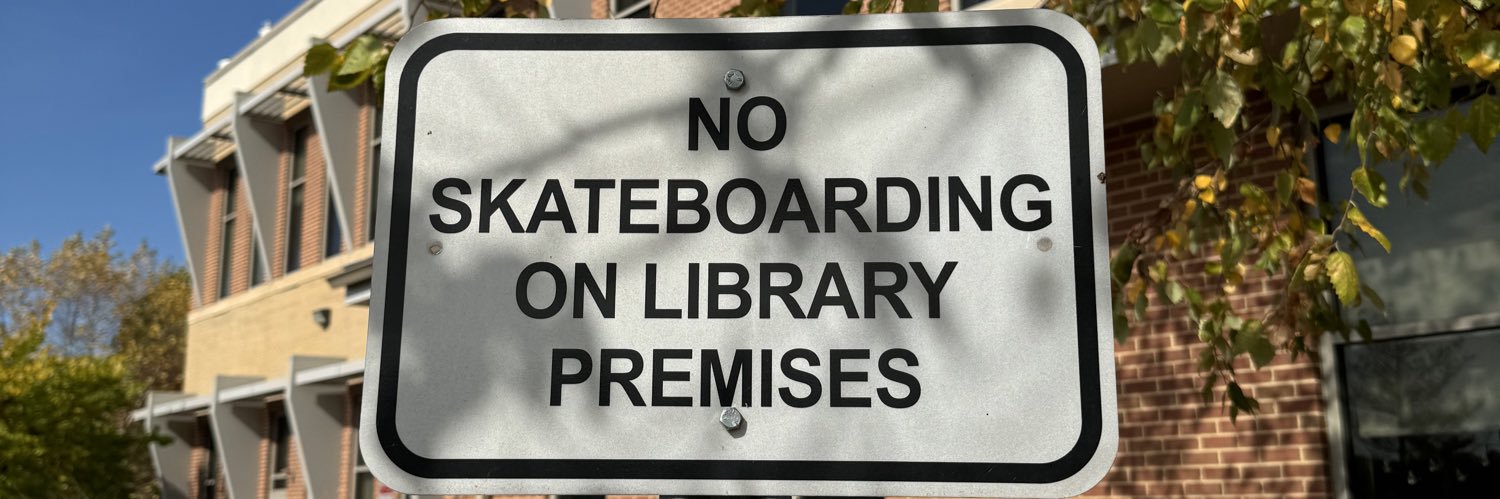 NO
SKATEBOARDING
ON LIBRARY
PREMISES